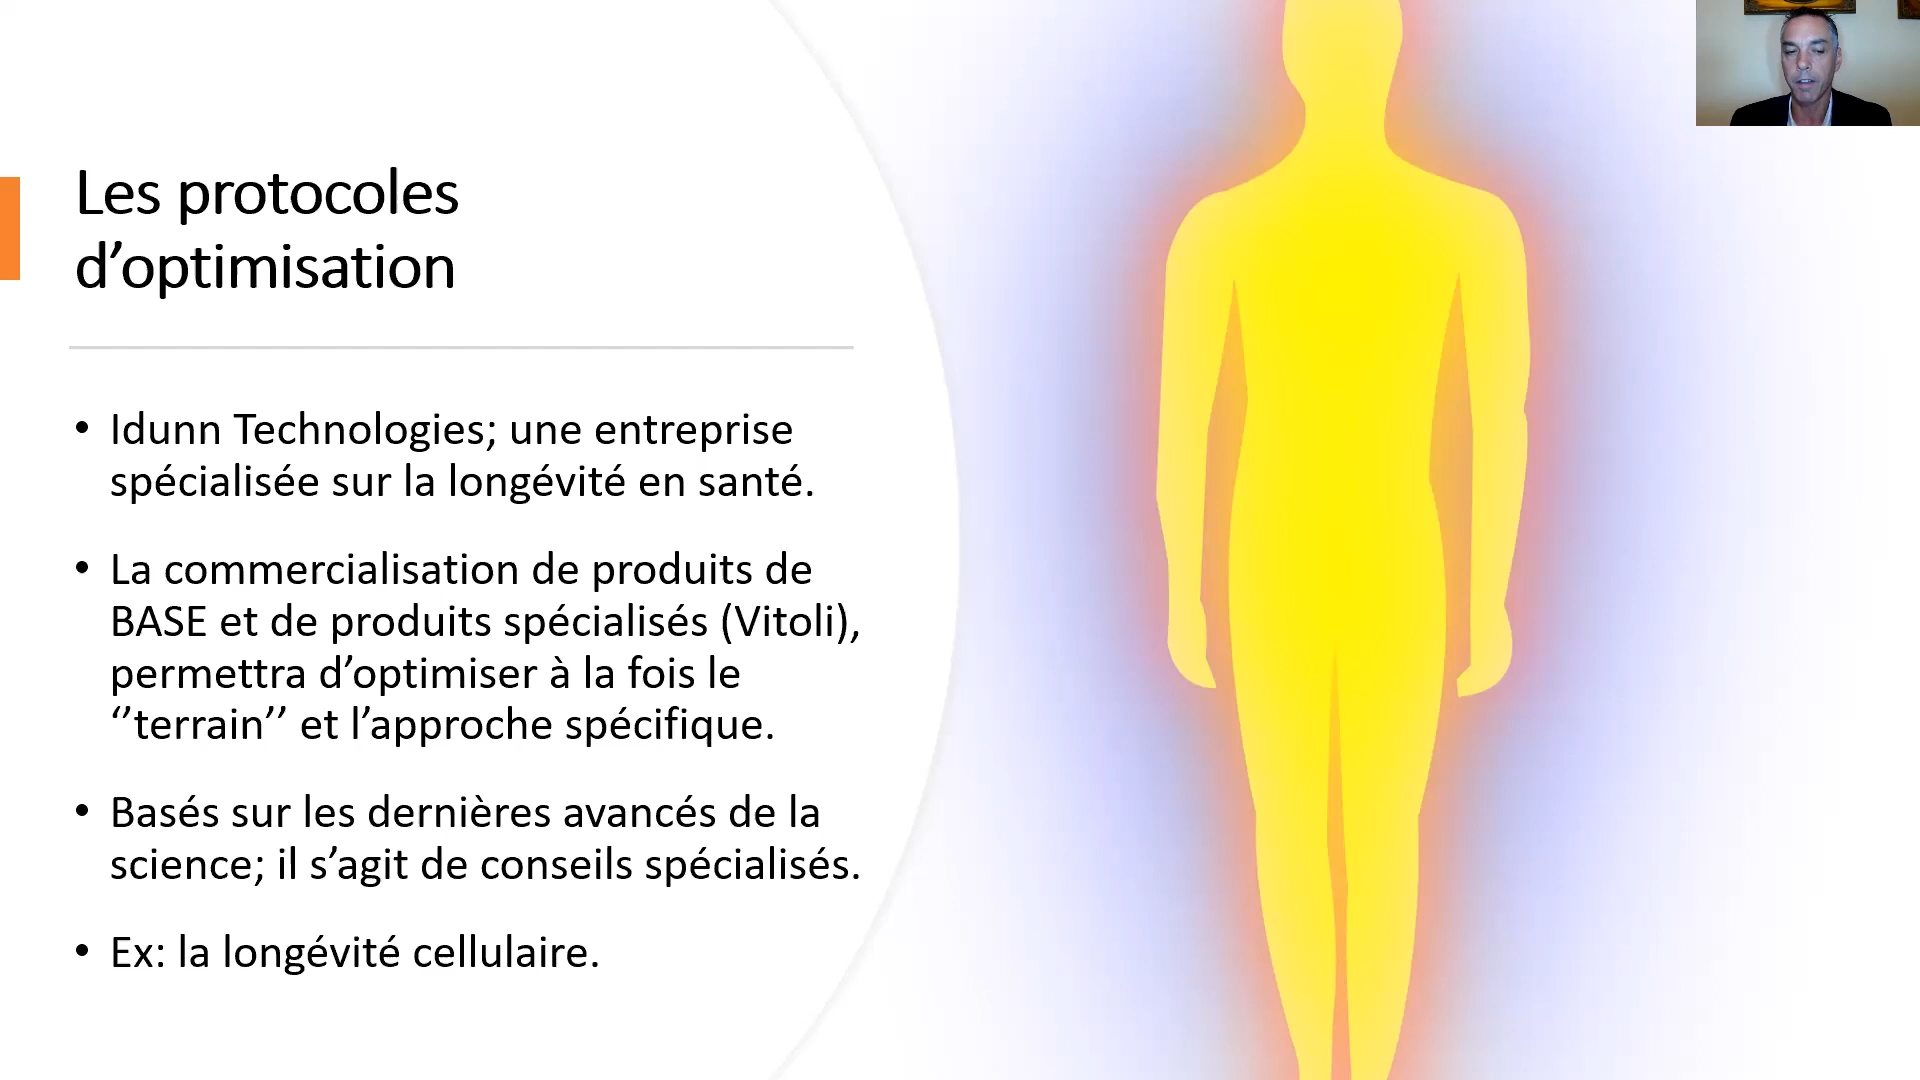 Les protocoles
d’optimisation
• Idunn Technologies; une entreprise
spécialisée sur la longévité en santé.
• La commercialisation de produits de
BASE et de produits spécialisés (Vitoli),
permettra d’optimiser à la fois le
‘’terrain’’ et l’approche spécifique.
• Basés sur les dernières avancés de la
science; il s’agit de conseils spécialisés.
• Ex: la longévité cellulaire.